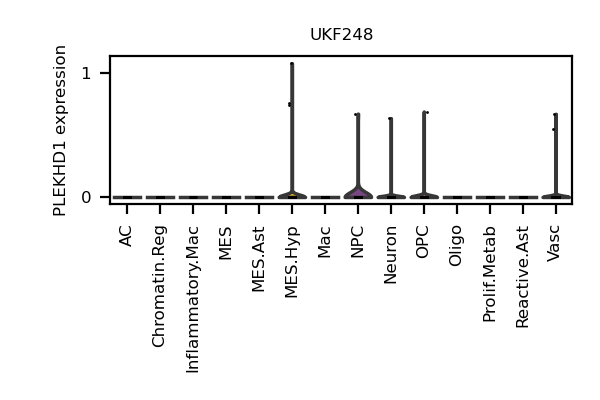 UKF248
PLEKHD1 expression
1
0
AC
Chromatin.Reg
Inflammatory.Mac
MES
MES.Ast
MES.Hyp
Mac
NPC
Neuron
OPC
Oligo
Prolif.Metab
Reactive.Ast
Vasc